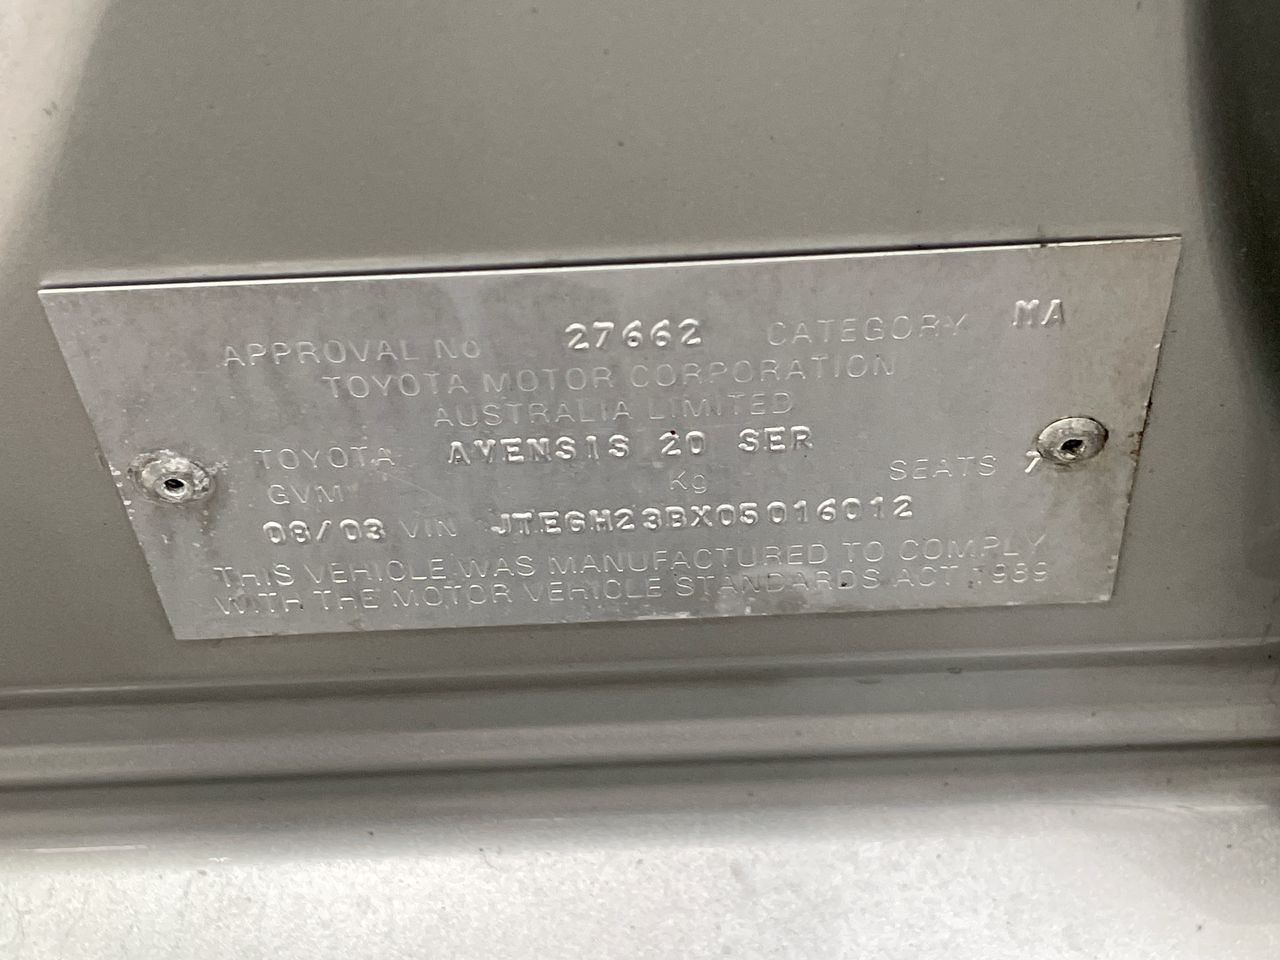 APPROVAL NO 27662 CATEGORY MA
TOYOTA MOTOR CORPORATION
AUSTRALIA LIMITED
TOYOTA AVENSIS 20 SER
GVM Kg SEATS 7
08/03 VIN JTEGH23BX05016012
THIS VEHICLE WAS MANUFACTURED TO COMPLY
WITH THE MOTOR VEHICLE STANDARDS ACT 1989